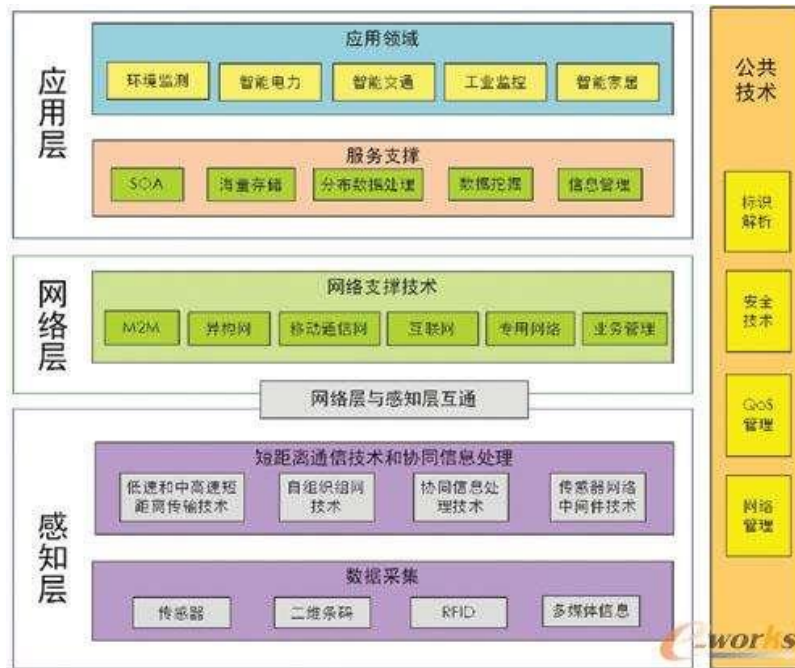 应用层
应用领域
环境监测
智能电力
智能交通
工业监控
智能家居
服务支撑
SOA
海量存储
分布数据处理
数据挖掘
信息管理
网络层
网络支撑技术
M2M
异构网
移动通信网
互联网
专用网络
业务管理
网络层与感知层互通
感知层
短距离通信技术和协同信息处理
低速和中高速短
距离传输技术
自组织组网
技术
协同信息处
理技术
传感器网络
中间件技术
数据采集
传感器
二维条码
RFID
多媒体信息
公共
技术
标识
解析
安全
技术
QoS
管理
网络
管理
e-works